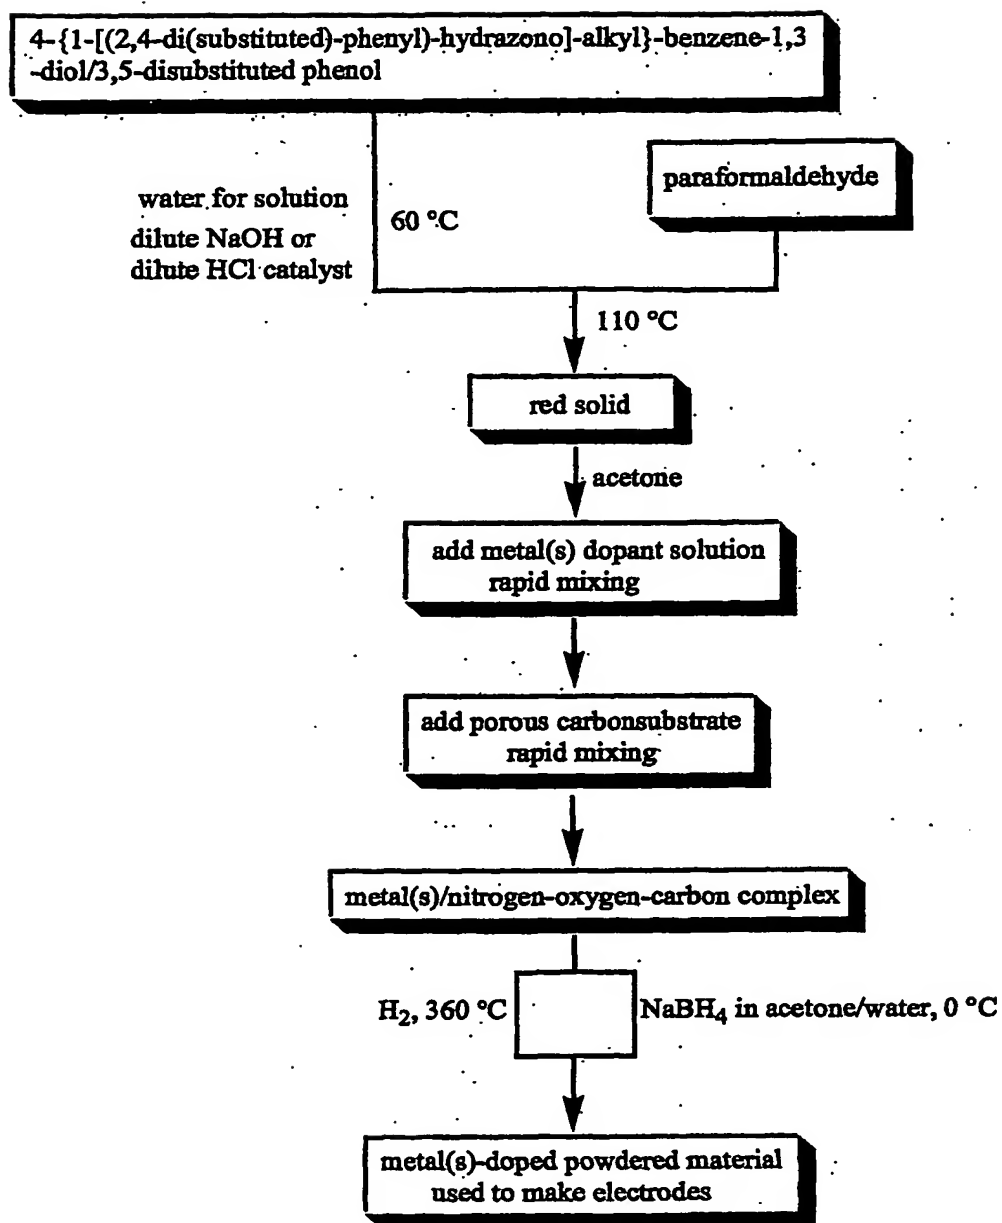 4-{1-[(2,4-di(substituted)-phenyl)-hydrazono]-alkyl}-benzene-1,3
-diol/3,5-disubstituted phenol
paraformaldehyde
water for solution
dilute NaOH or
dilute HCl catalyst
60 °C
110 °C
red solid
acetone
add metal(s) dopant solution
rapid mixing
add porous carbonsubstrate
rapid mixing
metal(s)/nitrogen-oxygen-carbon complex
H2, 360 °C
NaBH4 in acetone/water, 0 °C
metal(s)-doped powdered material
used to make electrodes